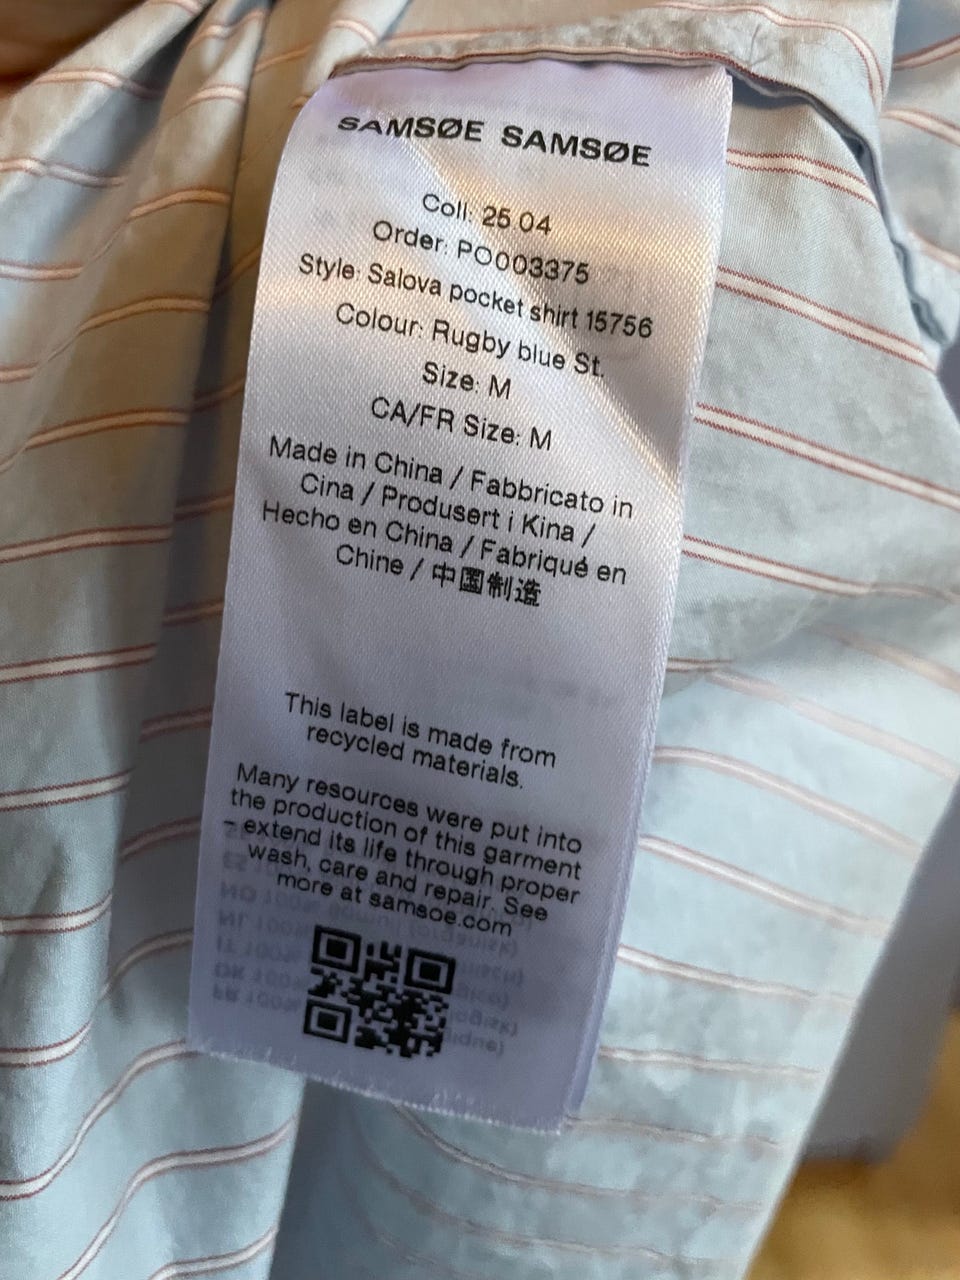 SAMSØE SAMSØE
Coll: 25 04
Order: PO003375
Style: Salova pocket shirt 15756
Colour: Rugby blue St.
Size: M
CA/FR Size: M
Made in China / Fabbricato in
Cina / Produsert i Kina /
Hecho en China / Fabriqué en
Chine / 中国制造
This label is made from
recycled materials.
Many resources were put into
the production of this garment
- extend its life through proper
wash, care and repair. See
more at samsoe.com